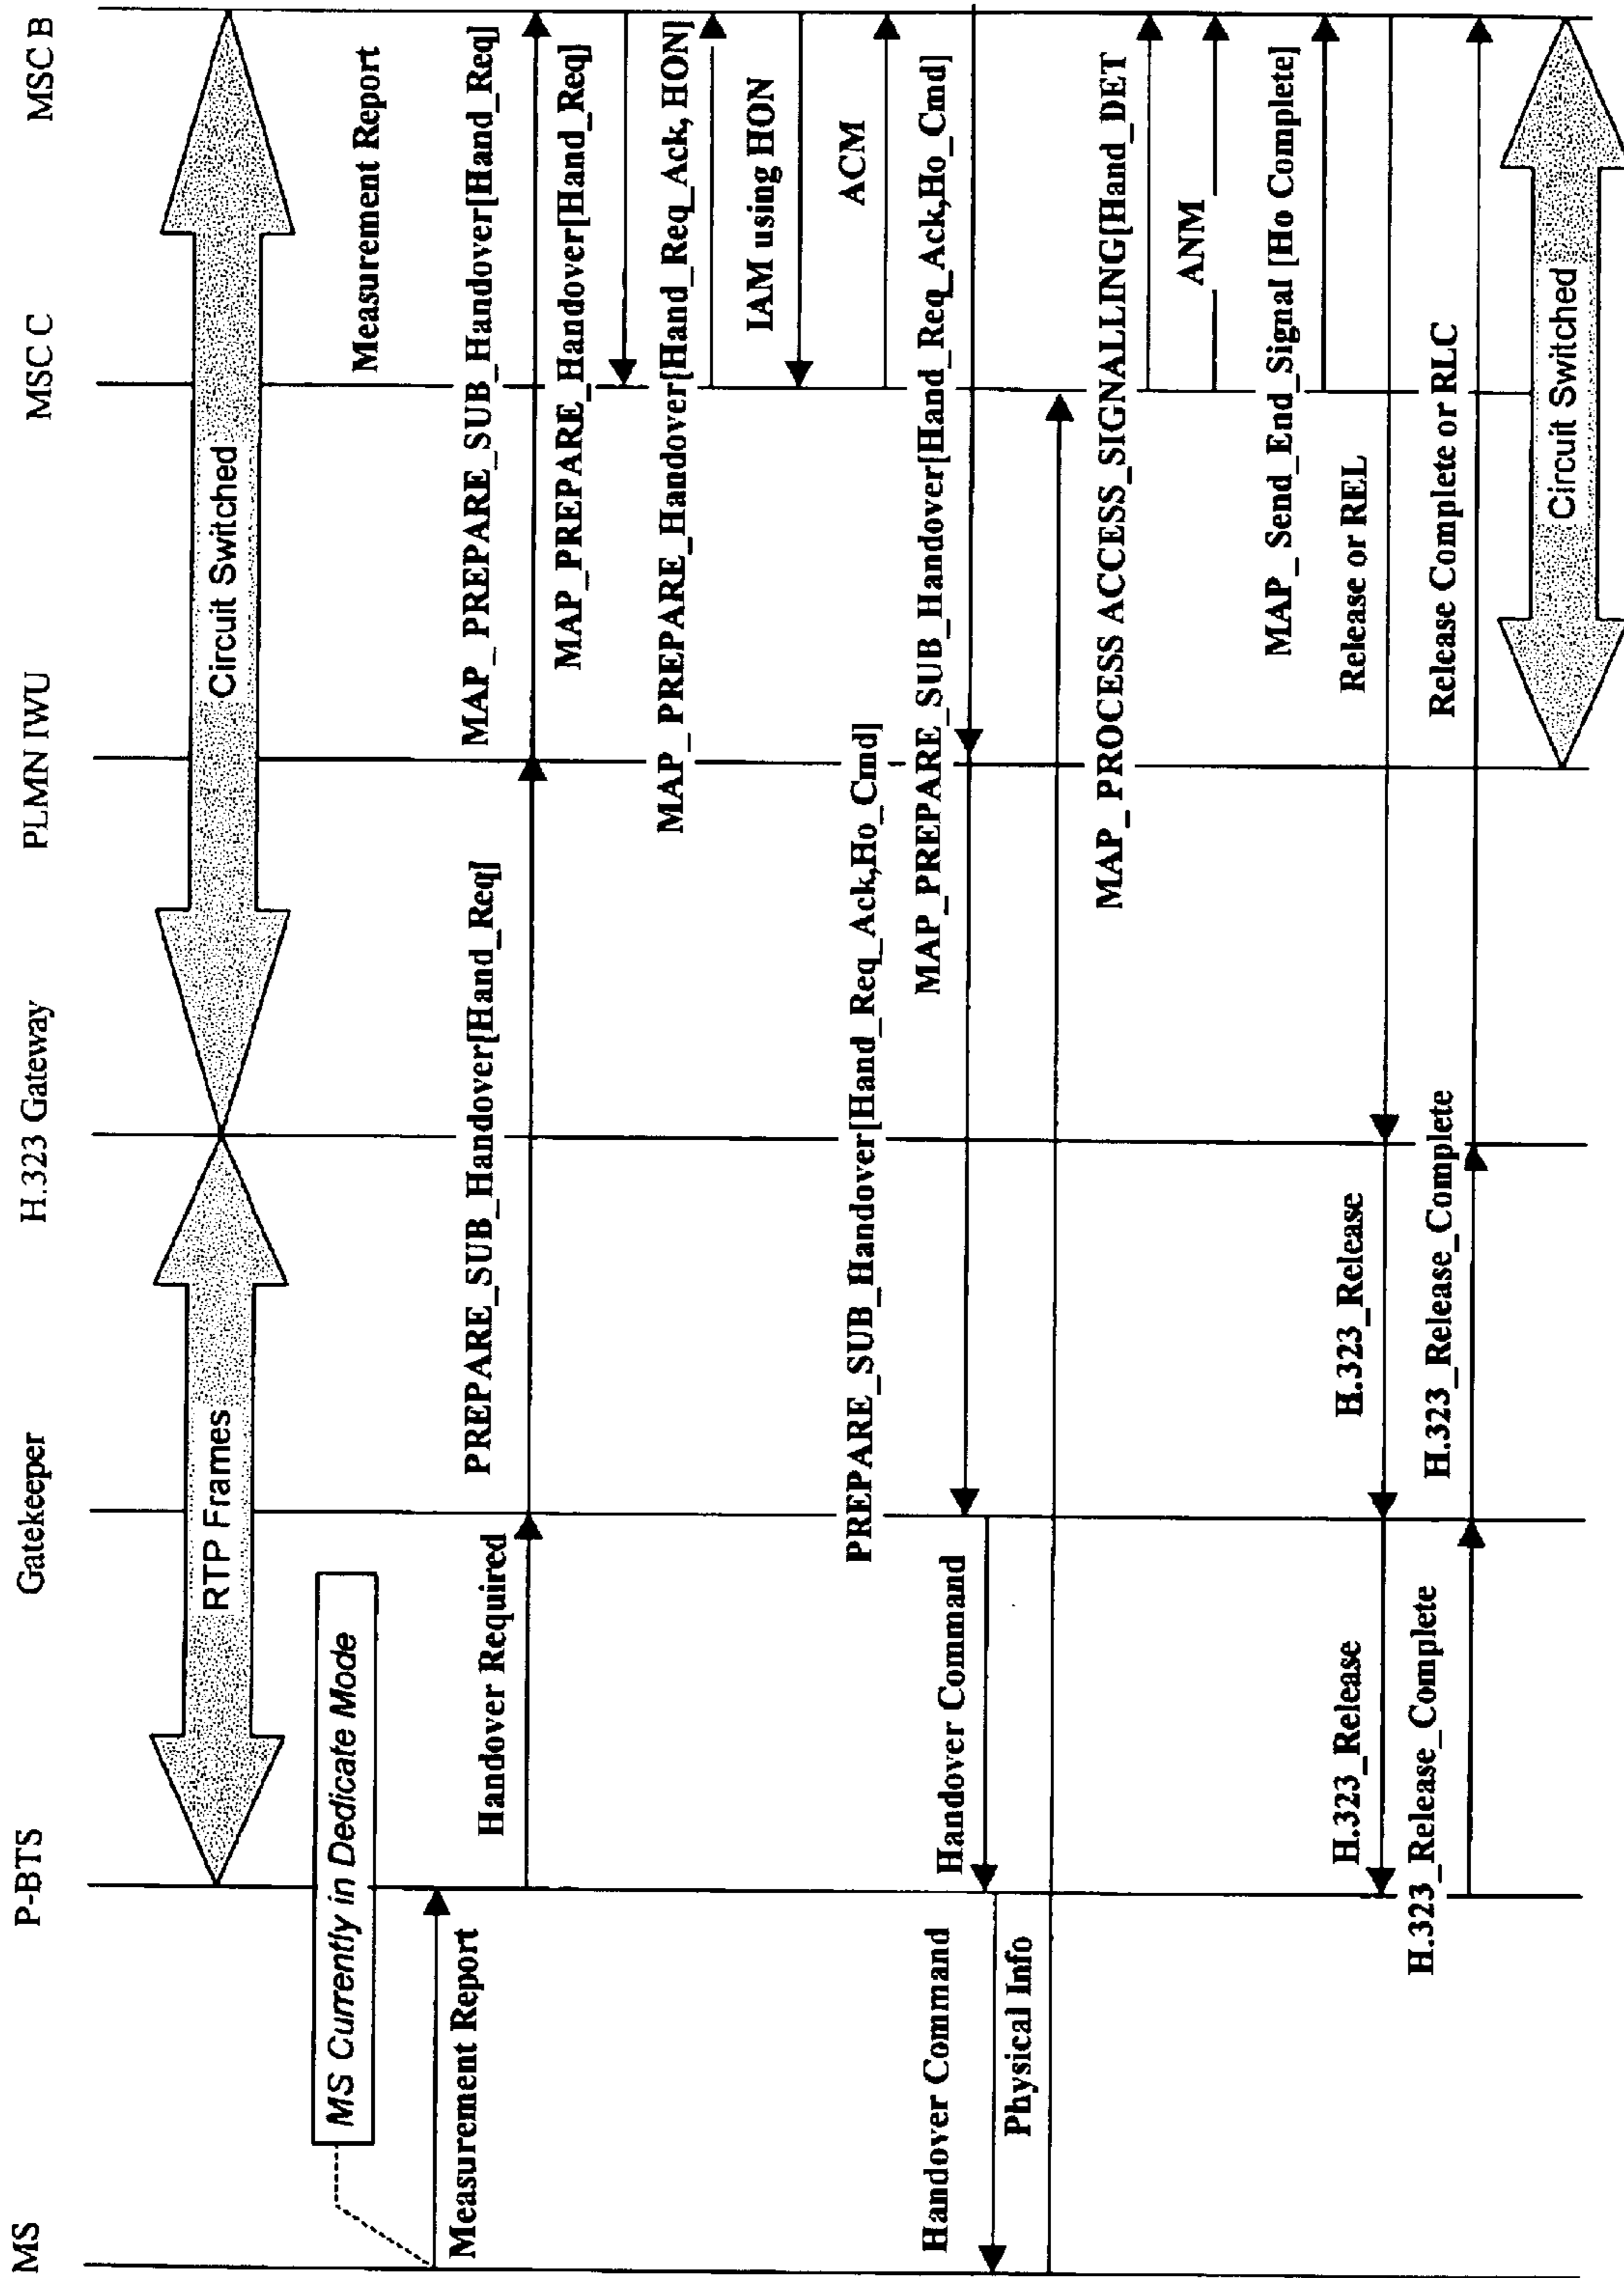 MS
P-BTS
Gatekeeper
H.323 Gateway
PLMN IWU
MSC C
MSC B
RTP Frames
Circuit Switched
MS Currently in Dedicate Mode
Measurement Report
Measurement Report
Handover Required
PREPARE_SUB_Handover[Hand_Req]
MAP_PREPARE_SUB_Handover[Hand_Req]
MAP_PREPARE_Handover[Hand_Req]
MAP_PREPARE_Handover[Hand_Req_Ack, HON]
IAM using HON
ACM
PREPARE_SUB_Handover[Hand_Req_Ack,Ho_Cmd]
MAP_PREPARE_SUB_Handover[Hand_Req_Ack,Ho_Cmd]
Handover Command
Handover Command
Physical Info
MAP_PROCESS ACCESS_SIGNALLING[Hand_DET
ANM
MAP_Send_End_Signal [Ho Complete]
Release or REL
H.323_Release
H.323_Release
H.323_Release_Complete
H.323_Release_Complete
Release Complete or RLC
Circuit Switched